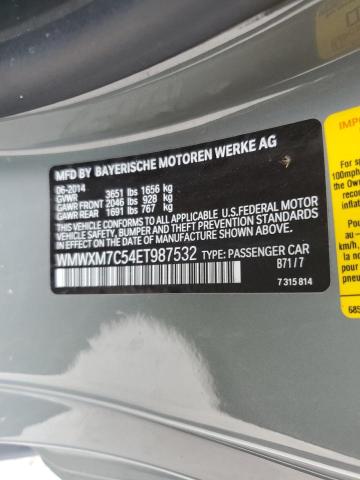 MFD BY BAYERISCHE MOTOREN WERKE AG
06-2014
GVWR 3651 lbs 1656 kg
GAWR FRONT 2046 lbs 928 kg
GAWR REAR 1691 lbs 767 kg
THIS VEHICLE CONFORMS TO ALL APPLICABLE U.S. FEDERAL MOTOR
VEHICLE SAFETY, BUMPER AND THEFT PREVENTION STANDARDS IN
EFFECT ON THE DATE OF MANUFACTURE SHOWN ABOVE.
WMWXM7C54ET987532 TYPE: PASSENGER CAR
B71/7
7 315 814
100mph
the Own